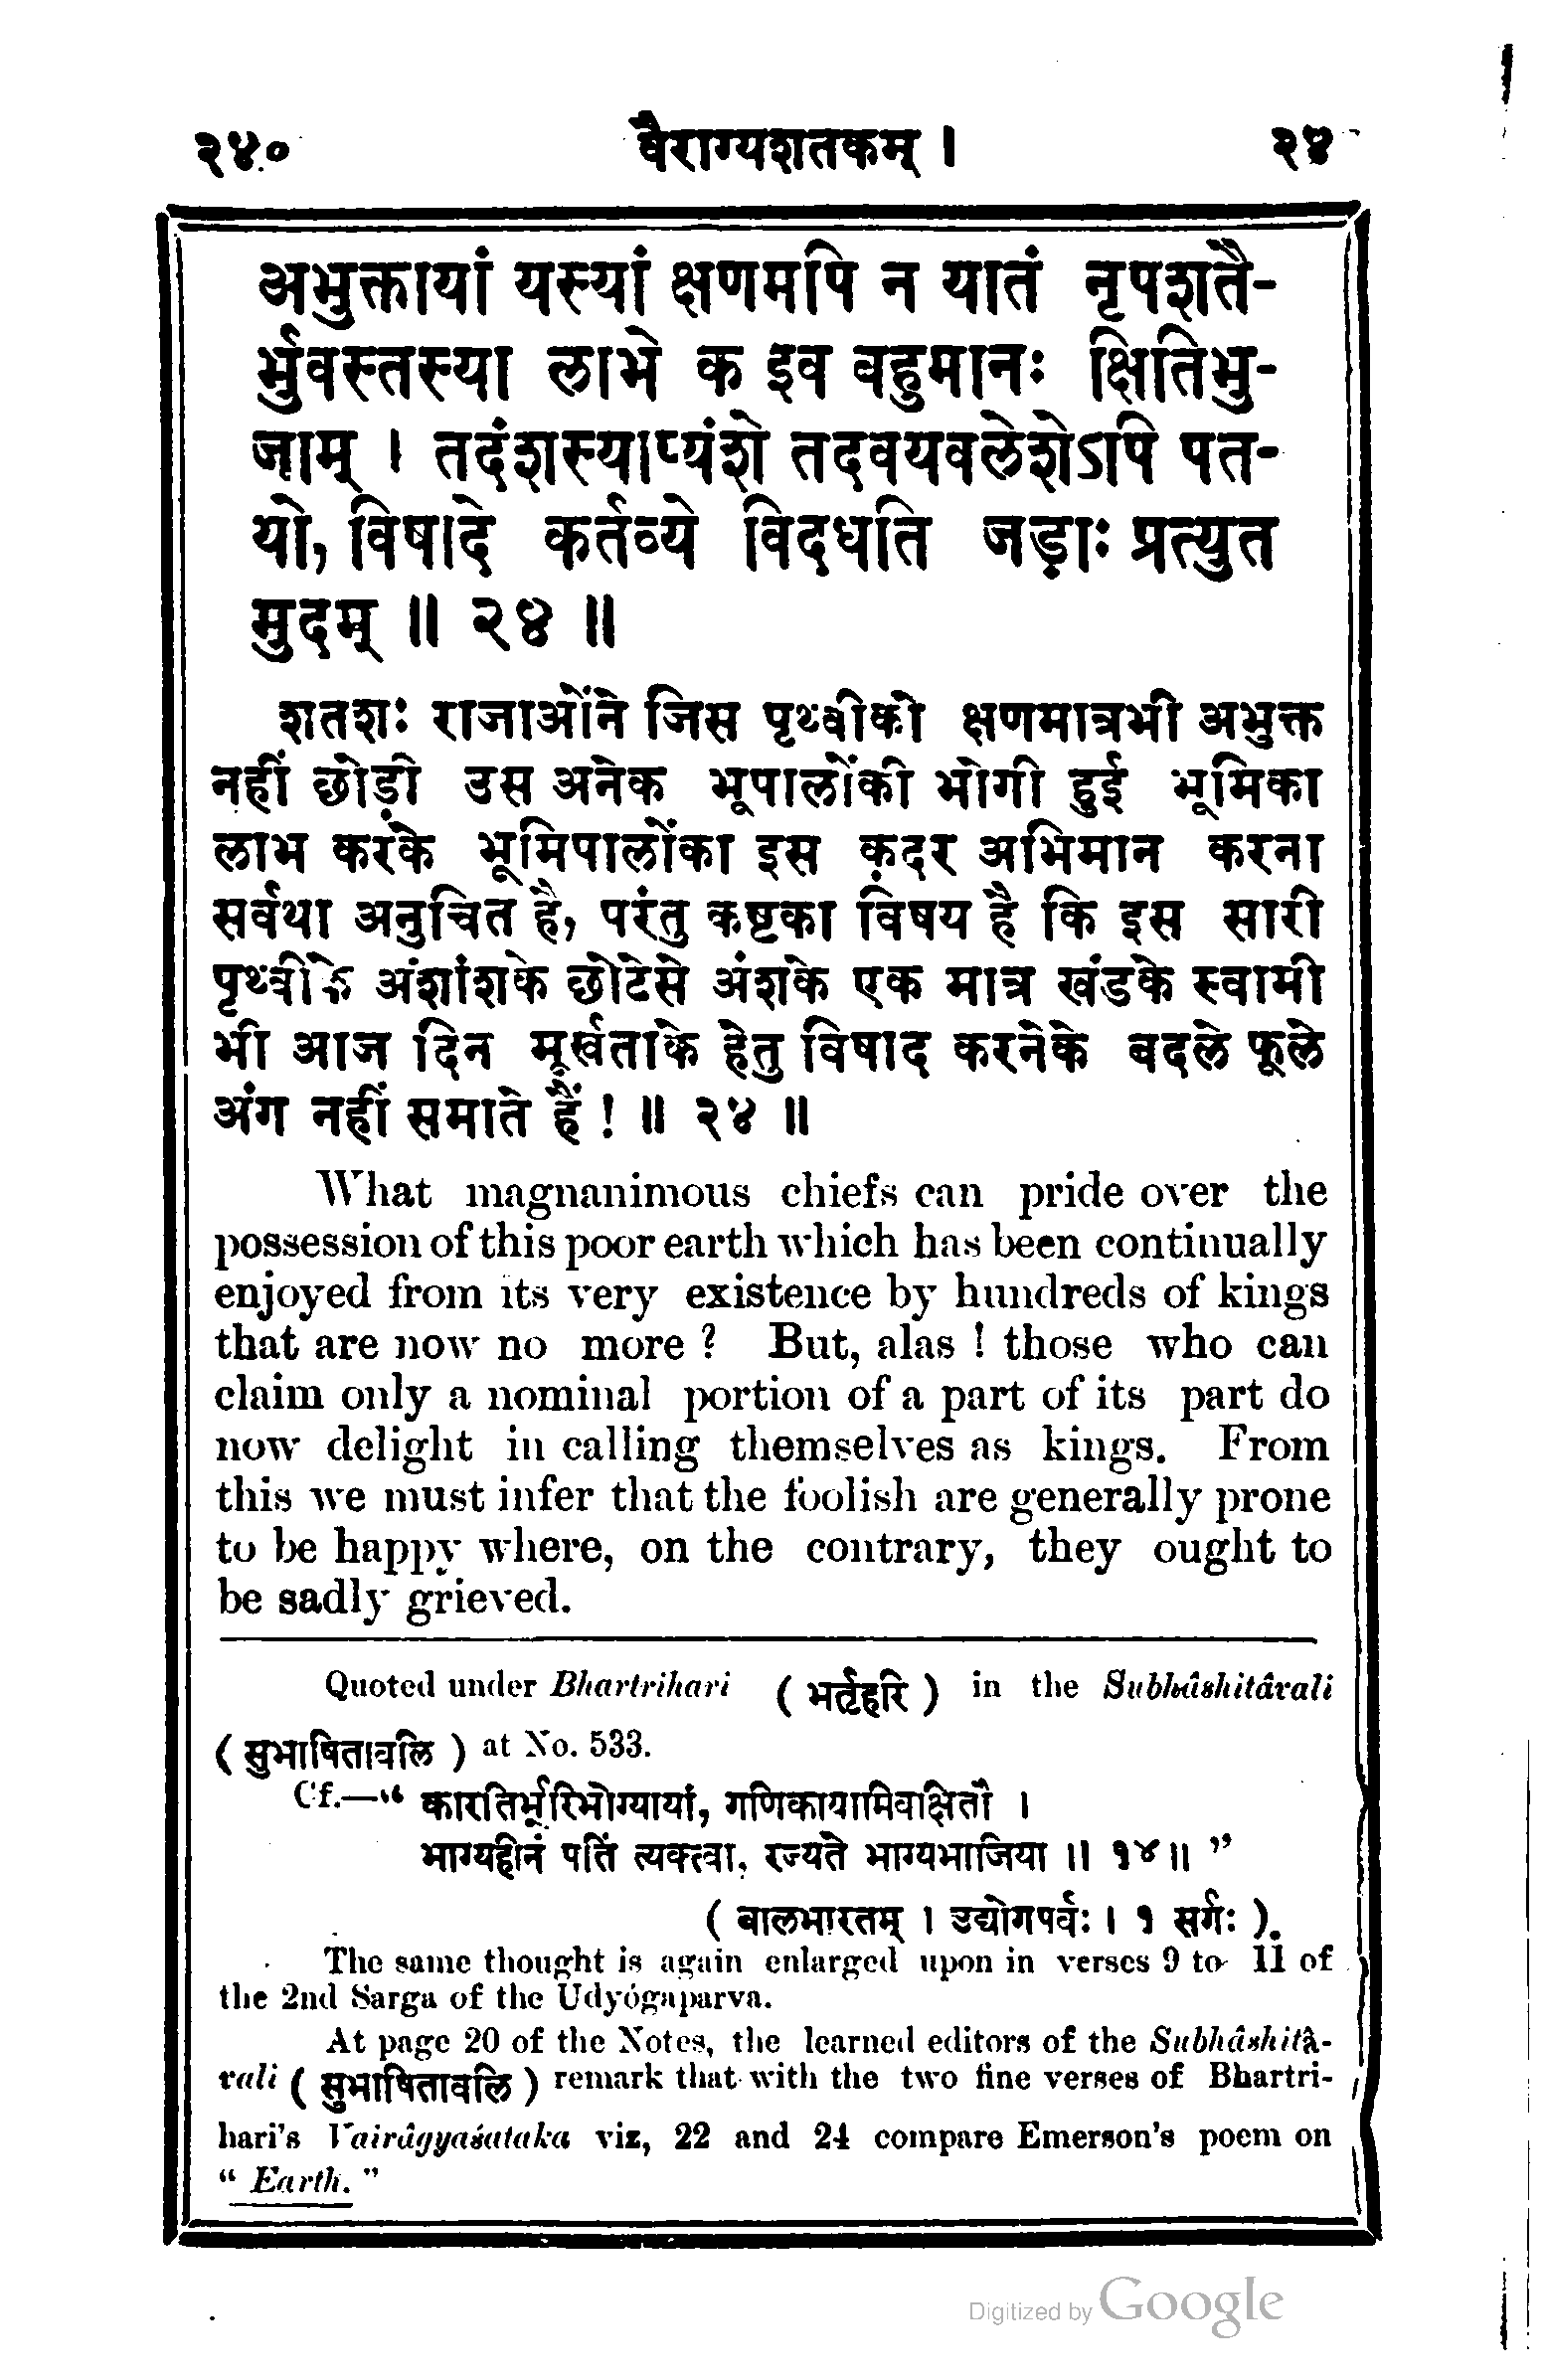 २४० वैराग्यशतकम् । २४
अभुक्तायां यस्यां क्षणमपि न यातं नृपशतै-
र्भुवस्तस्या लाभे क इव वहुमानः क्षितिभु-
जाम् । तदंशस्याप्यंशे तदवयवलेशेऽपि पत-
यो, विषादे कर्तव्ये विदधति जड़ाः प्रत्युत
मुदम् ॥ २४ ॥
शतशः राजाओंने जिस पृथ्वीको क्षणमात्रभी अभुक्त
नहीं छोड़ी उस अनेक भूपालोंकी भोगी हुई भूमिका
लाभ करके भूमिपालोंका इस क़दर अभिमान करना
सर्वथा अनुचित है, परंतु कष्टका विषय है कि इस सारी
पृथ्वीके अंशांशके छोटेसे अंशके एक मात्र खंडके स्वामी
भी आज दिन मूर्खताके हेतु विषाद करनेके बदले फूले
अंग नहीं समाते हैं ! ॥ २४ ॥
What magnanimous chiefs can pride over the
possession of this poor earth which has been continually
enjoyed from its very existence by hundreds of kings
that are now no more ? But, alas ! those who can
claim only a nominal portion of a part of its part do
now delight in calling themselves as kings. From
this we must infer that the foolish are generally prone
to be happy where, on the contrary, they ought to
be sadly grieved.
Quoted under Bhartrihari ( भर्तृहरि ) in the Subhâshitâvali
( सुभाषितावलि ) at No. 533.
Cf.—“ कारतिर्भूरिभोग्यायां, गणिकायामिवाक्षितौ ।
भाग्यहीनं पतिं त्यक्त्वा, रज्यते भाग्यभाजिया ॥ १४ ॥ ”
( बालभारतम् । उद्योगपर्वः । १ सर्गः ).
The same thought is again enlarged upon in verses 9 to 11 of
the 2nd Sarga of the Udyógaparva.
At page 20 of the Notes, the learned editors of the Subhâshitâ-
vali ( सुभाषितावलि ) remark that with the two fine verses of Bhartri-
hari's Vairâgyaśataka viz, 22 and 24 compare Emerson's poem on
“ Earth. ”
Digitized by Google